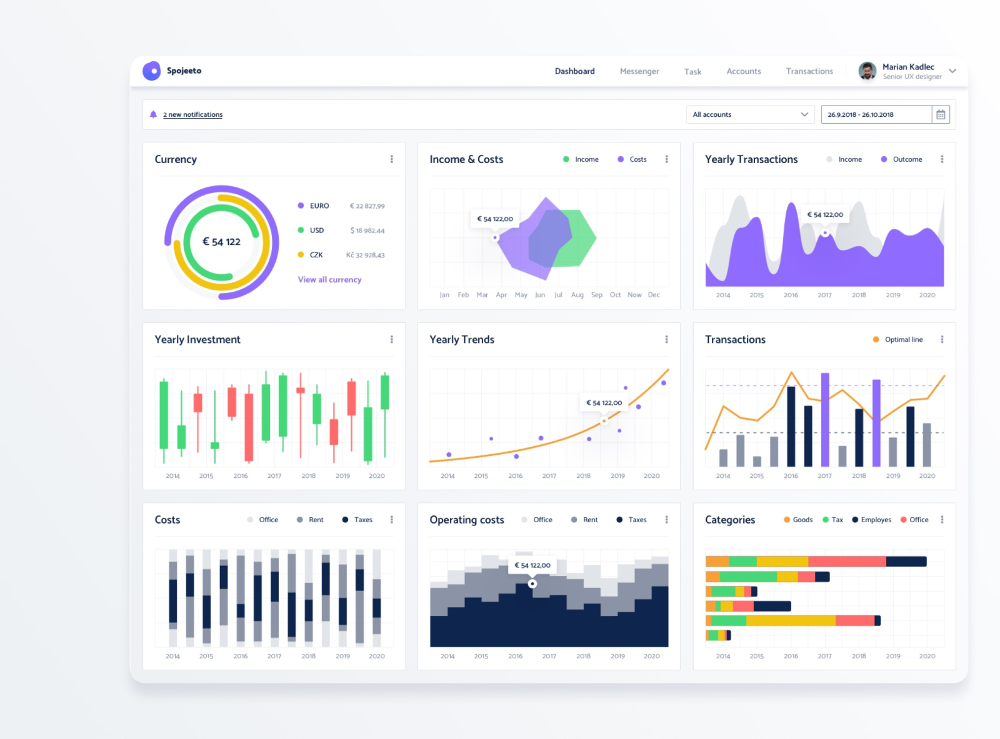 Spojeeto
Dashboard Messenger Task Accounts Transactions
Marian Kadlec
Senior UX designer
2 new notifications
All accounts
26.9.2018 - 26.10.2018
Currency
€ 54 122
EURO € 22 827,99
USD $ 18 982,44
CZK Kč 32 928,43
View all currency
Income & Costs
Income Costs
€ 54 122,00
Jan Feb Mar Apr May Jun Jul Aug Sep Oct Now Dec
Yearly Transactions
Income Outcome
€ 54 122,00
2014 2015 2016 2017 2018 2019 2020
Yearly Investment
2014 2015 2016 2017 2018 2019 2020
Yearly Trends
€ 54 122,00
2014 2015 2016 2017 2018 2019 2020
Transactions
Optimal line
2014 2015 2016 2017 2018 2019 2020
Costs
Office Rent Taxes
2014 2015 2016 2017 2018 2019 2020
Operating costs
Office Rent Taxes
€ 54 122,00
2014 2015 2016 2017 2018 2019 2020
Categories
Goods Tax Employes Office
2014 2015 2016 2017 2018 2019 2020